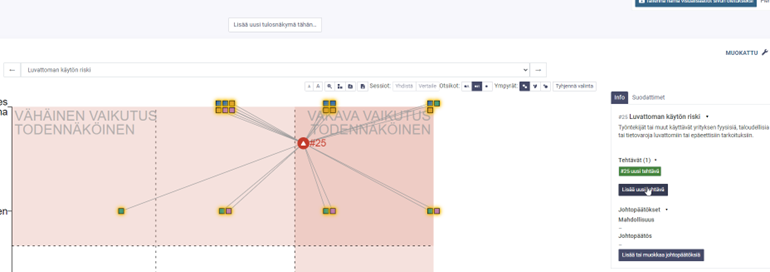 Lisää uusi tulosnäkymä tähän...
MUOKATTU
← Luvattoman käytön riski →
Sessiot: Yhdistä Vertaile Otsikot: Ympyrät: Tyhjennä valinta
VÄHÄINEN VAIKUTUS
TODENNÄKÖINEN
VAKAVA VAIKUTUS
TODENNÄKÖINEN
#25
Info Suodattimet
#25 Luvattoman käytön riski
Työntekijät tai muut käyttävät yrityksen fyysisiä, taloudellisia
tai tietovaroja luvattomiin tai epäeettisiin tarkoituksiin.
Tehtävät (1)
#25 uusi tehtävä
Lisää uusi tehtävä
Johtopäätökset
Mahdollisuus
--
Johtopäätös
--
Lisää tai muokkaa johtopäätöksiä